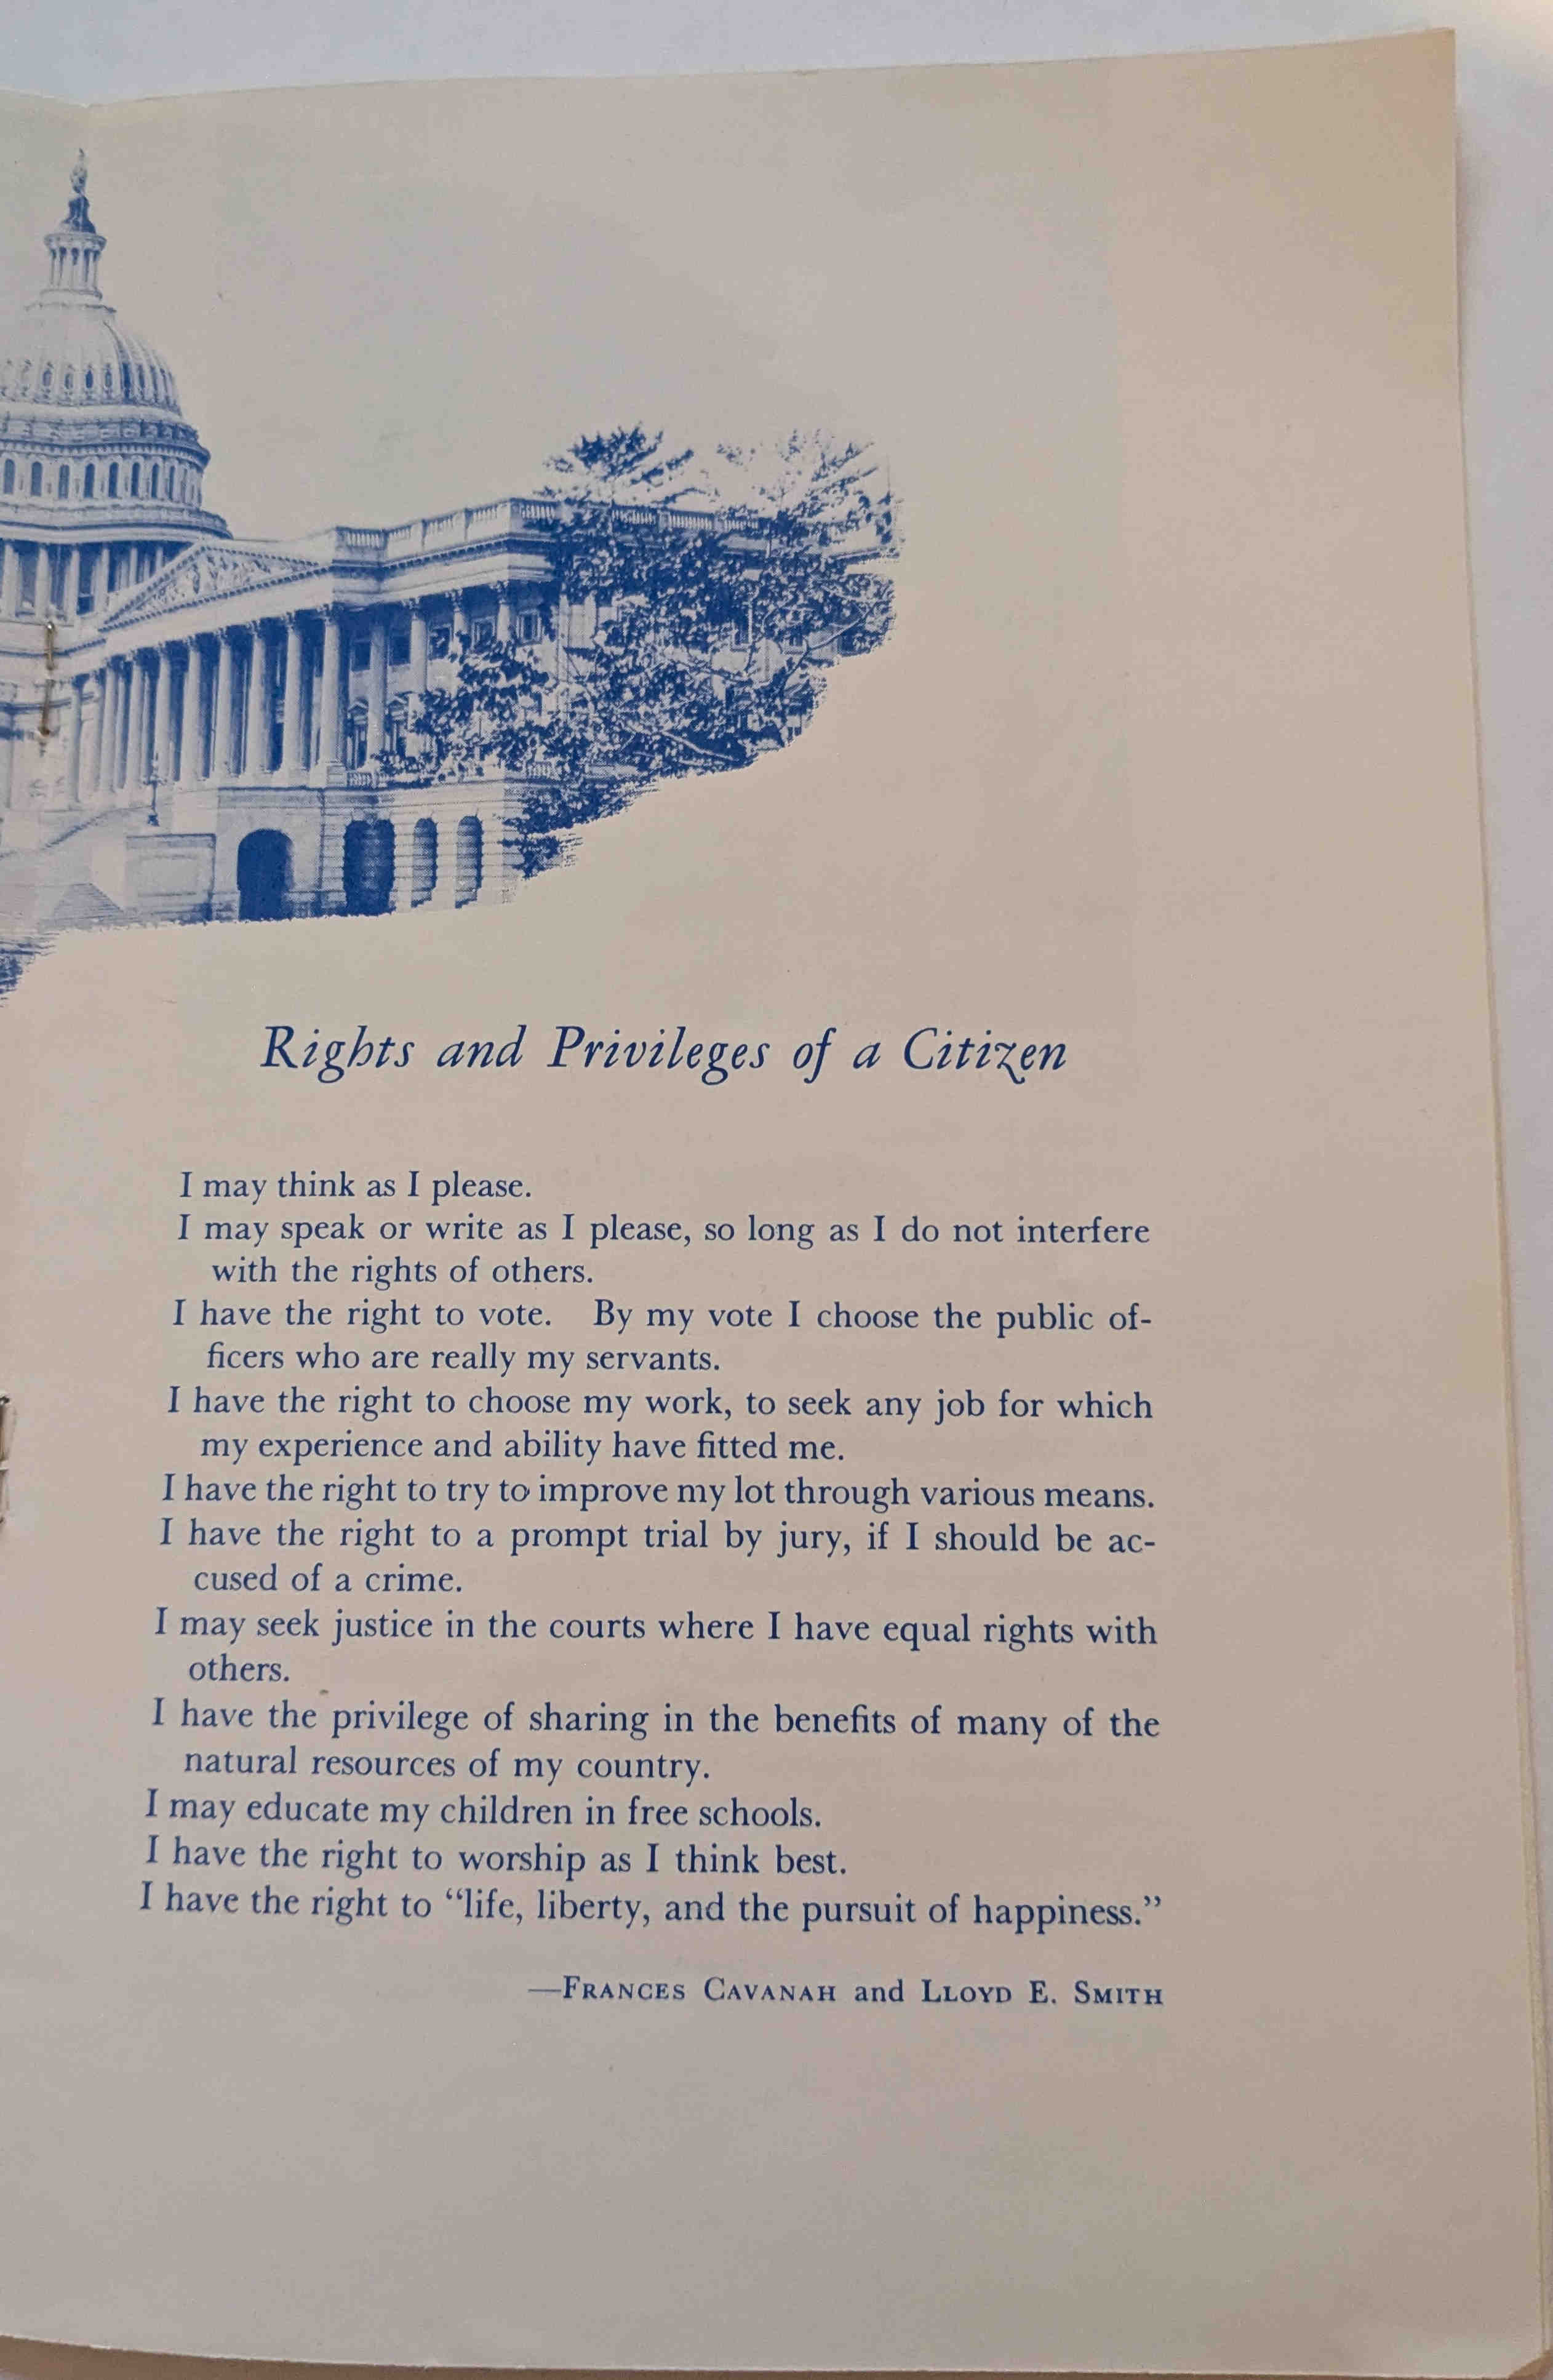 Rights and Privileges of a Citizen
I may think as I please.
I may speak or write as I please, so long as I do not interfere
with the rights of others.
I have the right to vote. By my vote I choose the public of-
ficers who are really my servants.
I have the right to choose my work, to seek any job for which
my experience and ability have fitted me.
I have the right to try to improve my lot through various means.
I have the right to a prompt trial by jury, if I should be ac-
cused of a crime.
I may seek justice in the courts where I have equal rights with
others.
I have the privilege of sharing in the benefits of many of the
natural resources of my country.
I may educate my children in free schools.
I have the right to worship as I think best.
I have the right to “life, liberty, and the pursuit of happiness.”
—FRANCES CAVANAH and LLOYD E. SMITH